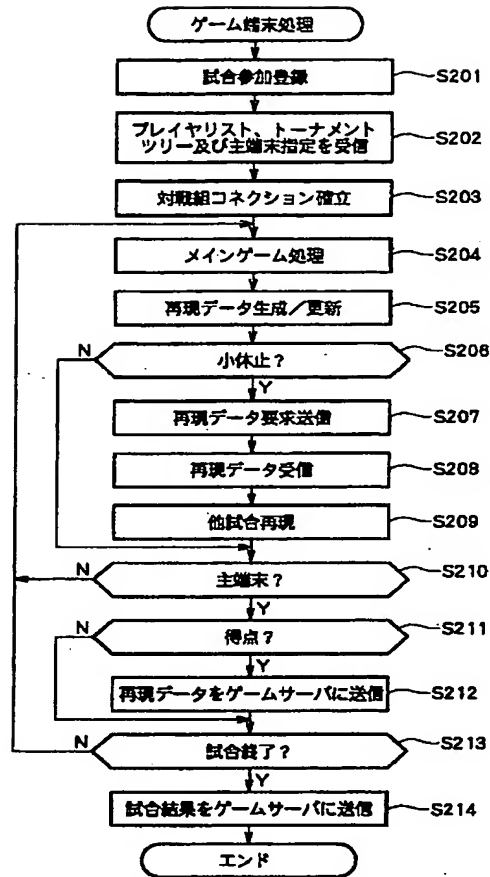 ゲーム端末処理
試合参加登録
S201
プレイヤリスト、トーナメント
ツリー及び主端末指定を受信
S202
対戦組コネクション確立
S203
メインゲーム処理
S204
再現データ生成/更新
S205
N
小休止?
S206
Y
再現データ要求送信
S207
再現データ受信
S208
他試合再現
S209
N
主端末?
S210
Y
N
得点?
S211
Y
再現データをゲームサーバに送信
S212
N
試合終了?
S213
Y
試合結果をゲームサーバに送信
S214
エンド